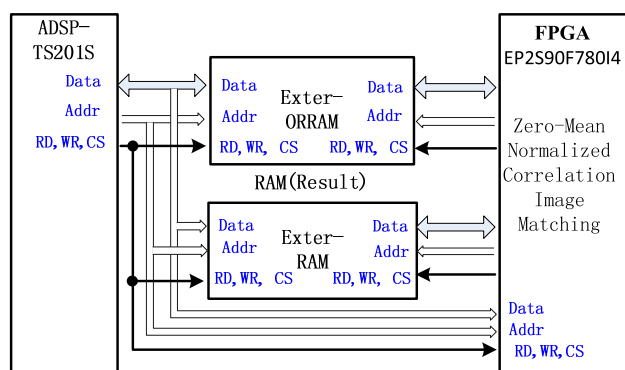 ADSP-
TS201S
Data
Addr
RD, WR, CS
Data
Exter-
ORRAM
Addr
RD, WR, CS
Data
Addr
RD, WR, CS
RAM(Result)
Data
Exter-
RAM
Addr
RD, WR, CS
Data
Addr
RD, WR, CS
FPGA
EP2S90F780I4
Zero-Mean
Normalized
Correlation
Image
Matching
Data
Addr
RD, WR, CS